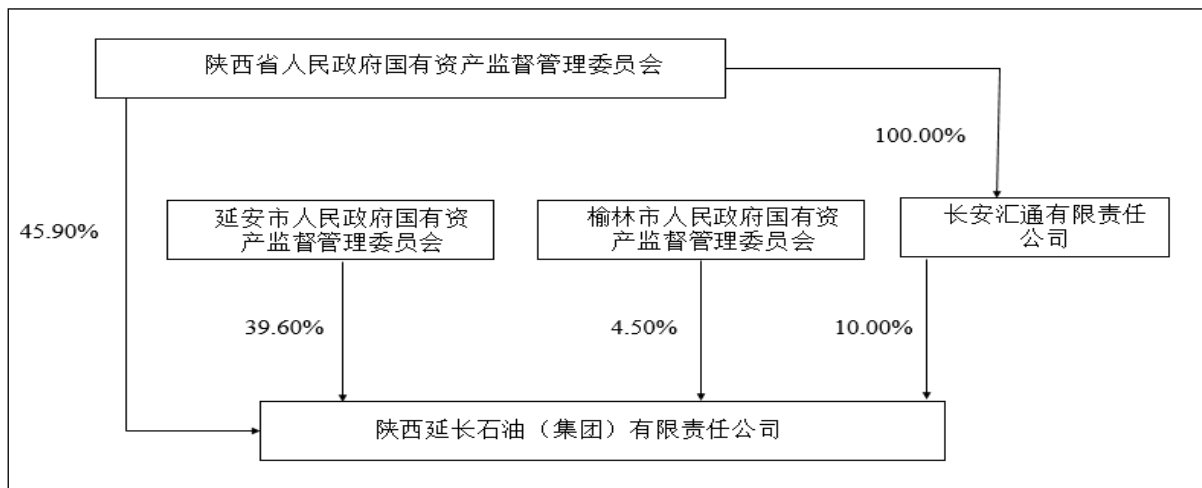 陕西省人民政府国有资产监督管理委员会
100.00%
45.90%
延安市人民政府国有资
产监督管理委员会
榆林市人民政府国有资
产监督管理委员会
长安汇通有限责任
公司
39.60%
4.50%
10.00%
陕西延长石油（集团）有限责任公司